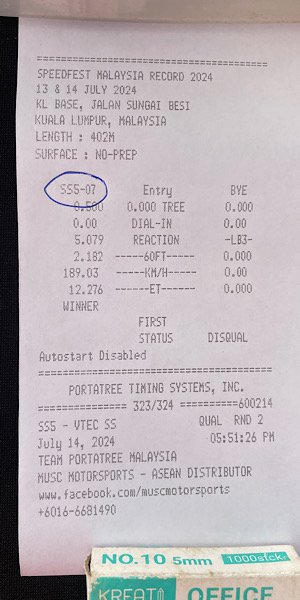 ==========================================
SPEEDFEST MALAYSIA RECORD 2024
13 & 14 JULY 2024
KL BASE, JALAN SUNGAI BESI
KUALA LUMPUR, MALAYSIA
LENGTH : 402M
SURFACE : NO-PREP
SS5-07 Entry BYE
0.500 0.000 TREE 0.000
0.00 DIAL-IN 0.00
5.079 REACTION -LB3-
2.182 -----60FT----- 0.000
189.03 -----KM/H----- 0.00
12.276 ------ET------ 0.000
WINNER
FIRST
STATUS DISQUAL
Autostart Disabled
==========================================
PORTATREE TIMING SYSTEMS, INC.
================ 323/324 ==========600214
SS5 - VTEC SS QUAL RND 2
July 14, 2024 05:51:26 PM
TEAM PORTATREE MALAYSIA
MUSC MOTORSPORTS - ASEAN DISTRIBUTOR
www.facebook.com/muscmotorsports
+6016-6681490
NO.10 5mm 1000stcks
OFFICE